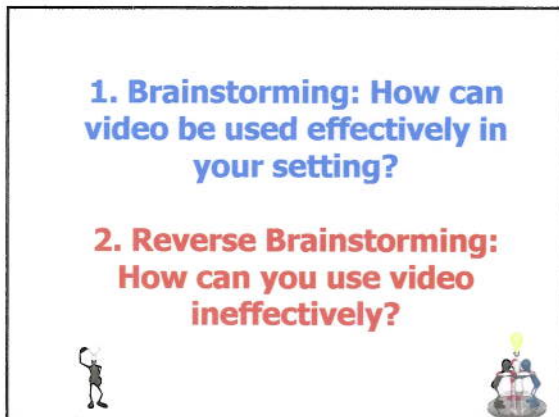 1. Brainstorming: How can
video be used effectively in
your setting?
2. Reverse Brainstorming:
How can you use video
ineffectively?